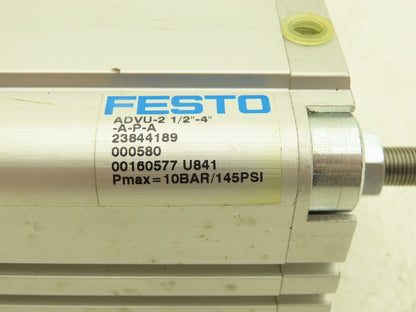 FESTO
ADVU-2 1/2"-4"
-A-P-A
23844189
000580
00160577 U841
Pmax=10BAR/145PSI